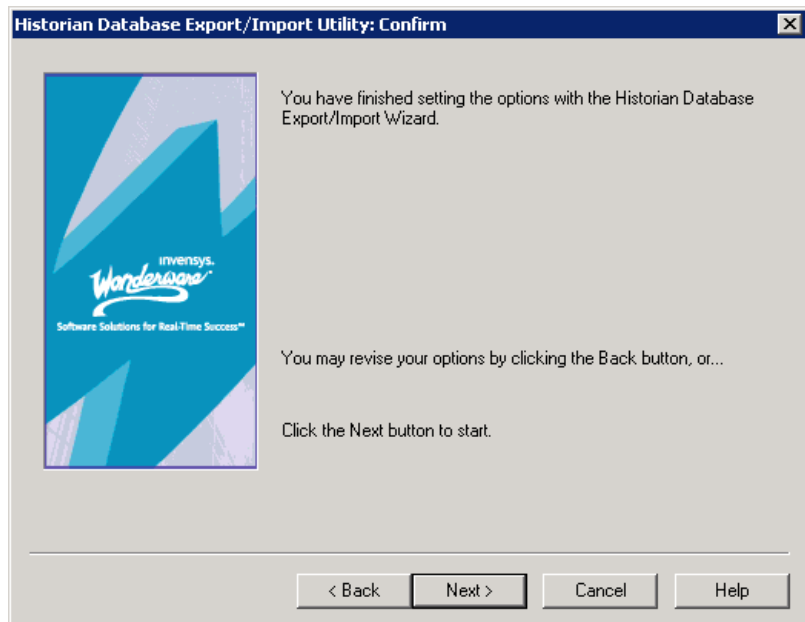 Historian Database Export/Import Utility: Confirm
You have finished setting the options with the Historian Database
Export/Import Wizard.
invensys.
Wonderware
Software Solutions for Real-Time Success™
You may revise your options by clicking the Back button, or...
Click the Next button to start.
< Back
Next >
Cancel
Help